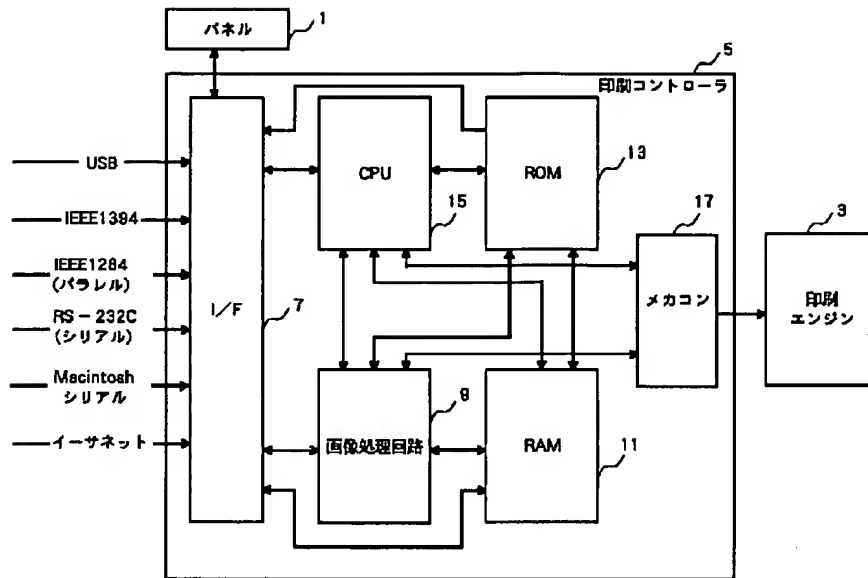 パネル
1
5
印刷コントローラ
USB
IEEE1394
IEEE1284
(パラレル)
RS-232C
(シリアル)
Macintosh
シリアル
イーサネット
I/F
7
CPU
15
ROM
13
画像処理回路
9
RAM
11
17
メカコン
3
印刷
エンジン